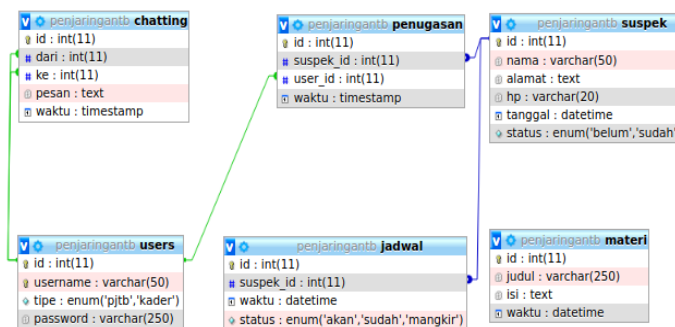 penjaringantb chatting
id : int(11)
dari : int(11)
ke : int(11)
pesan : text
waktu : timestamp
penjaringantb penugasan
id : int(11)
suspek_id : int(11)
user_id : int(11)
waktu : timestamp
penjaringantb suspek
id : int(11)
nama : varchar(50)
alamat : text
hp : varchar(20)
tanggal : datetime
status : enum('belum','sudah'
penjaringantb users
id : int(11)
username : varchar(50)
tipe : enum('pjtb','kader')
password : varchar(250)
penjaringantb jadwal
id : int(11)
suspek_id : int(11)
waktu : datetime
status : enum('akan','sudah','mangkir')
penjaringantb materi
id : int(11)
judul : varchar(250)
isi : text
waktu : datetime